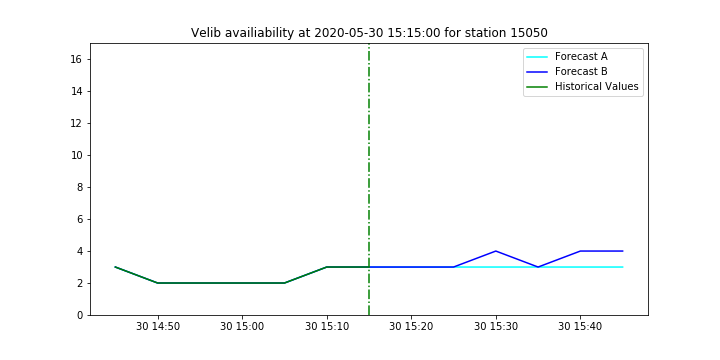 Velib availiability at 2020-05-30 15:15:00 for station 15050
Forecast A
Forecast B
Historical Values
16
14
12
10
8
6
4
2
0
30 14:50 30 15:00 30 15:10 30 15:20 30 15:30 30 15:40